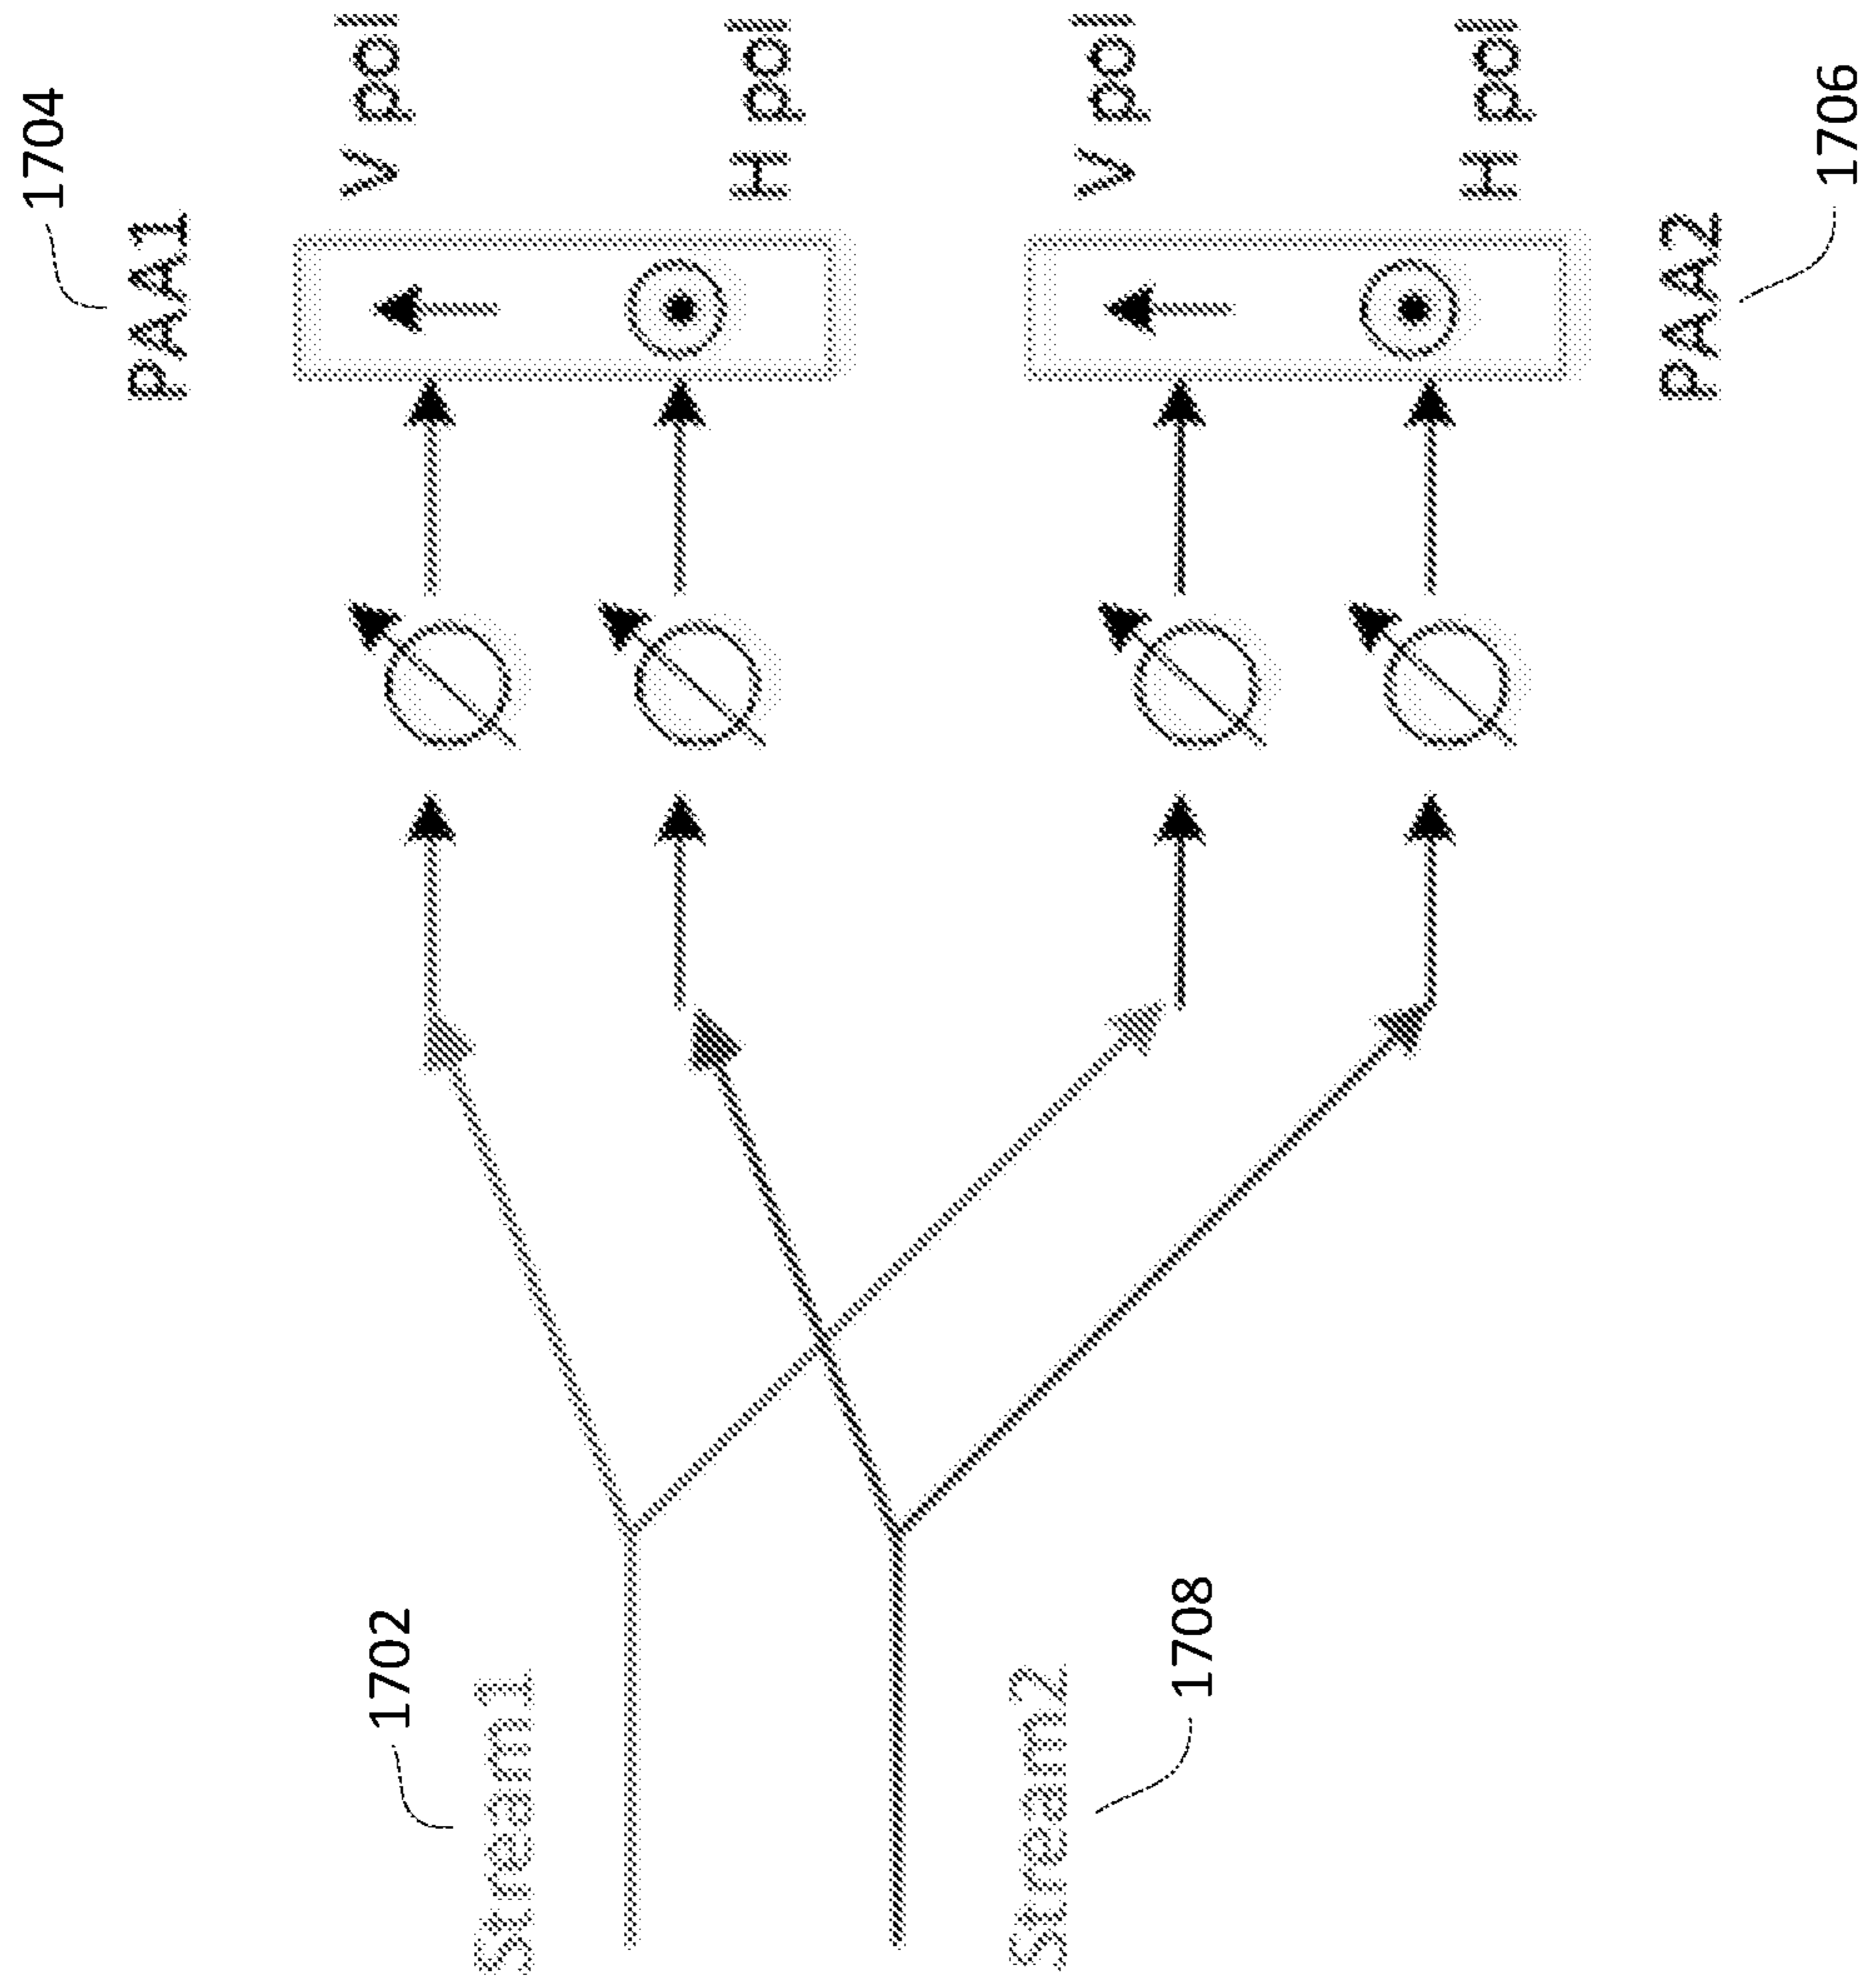 1704
PAA1
V pol
H pol
V pol
H pol
PAA2
1706
1702
Stream1
Stream2
1708